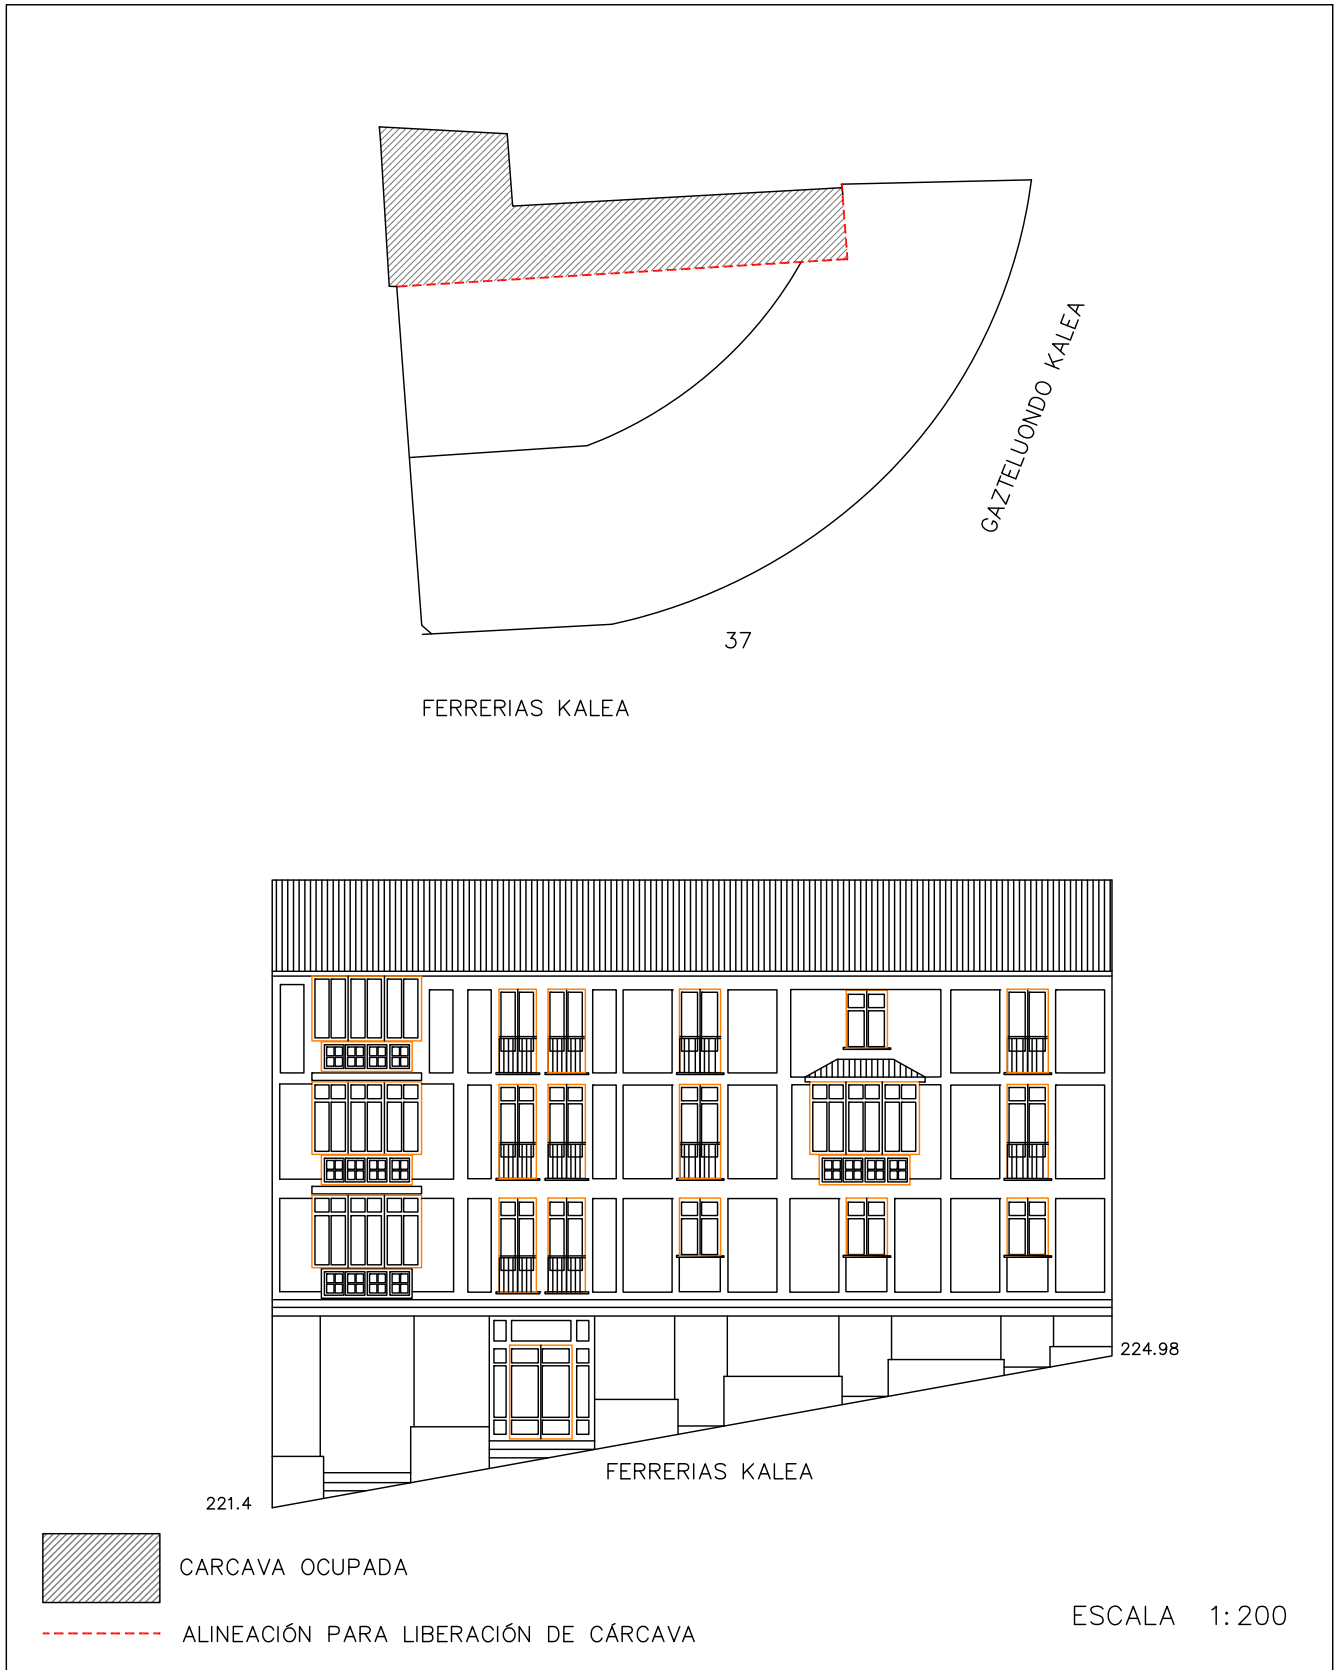 GAZTELUONDO KALEA
37
FERRERIAS KALEA
224.98
FERRERIAS KALEA
221.4
CARCAVA OCUPADA
ALINEACIÓN PARA LIBERACIÓN DE CÁRCAVA
ESCALA 1:200